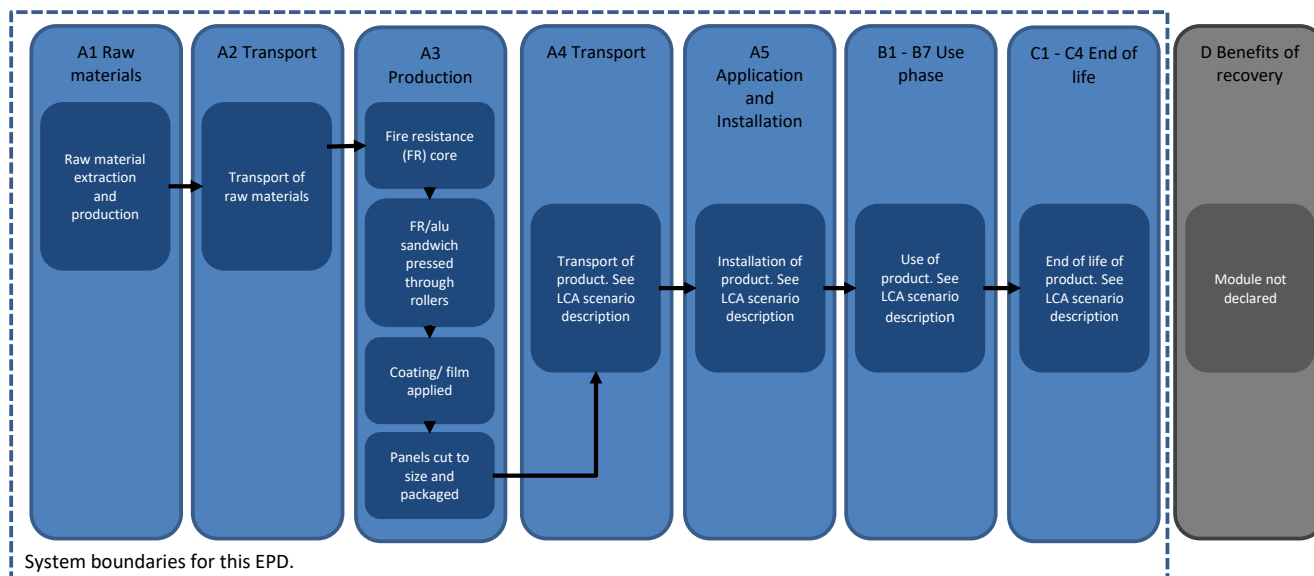 A1 Raw
materials
Raw material
extraction
and
production
A2 Transport
Transport of
raw materials
A3
Production
Fire resistance
(FR) core
FR/alu
sandwich
pressed
through
rollers
Coating/ film
applied
Panels cut to
size and
packaged
A4 Transport
Transport of
product. See
LCA scenario
description
A5
Application
and
Installation
Installation of
product. See
LCA scenario
description
B1 - B7 Use
phase
Use of
product. See
LCA scenario
description
C1 - C4 End of
life
End of life of
product. See
LCA scenario
description
D Benefits of
recovery
Module not
declared
System boundaries for this EPD.